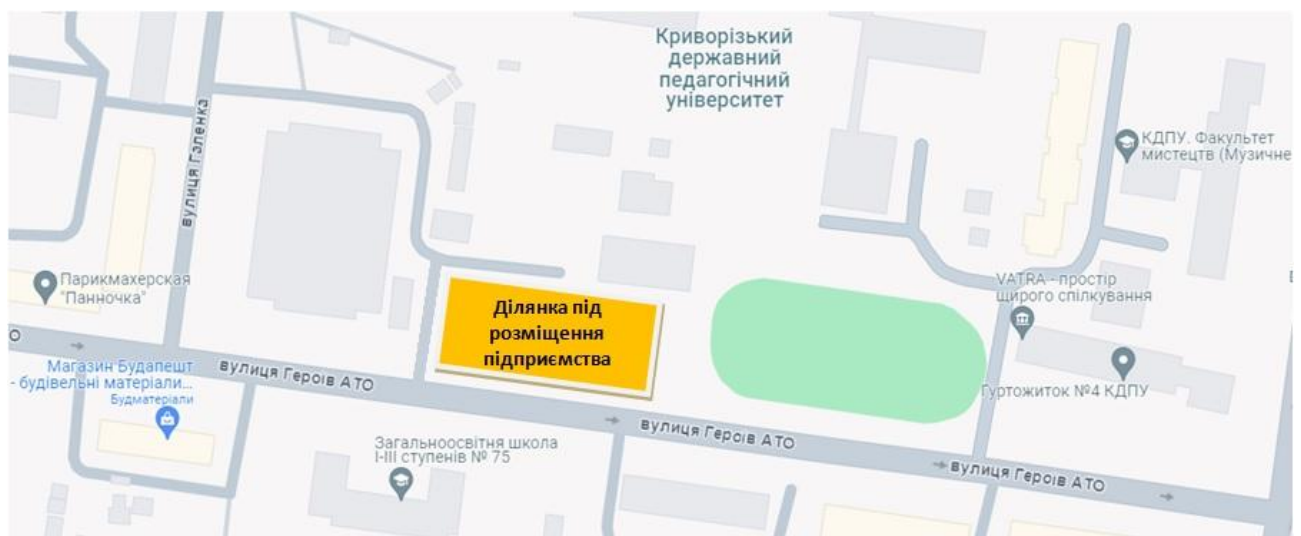 Криворізький
державний
педагогічний
університет
вулиця Галенка
КДПУ. Факультет
мистецтв (Музичне
Парикмахерская
"Панночка"
VATRA - простір
щирого спілкування
Ділянка під
розміщення
підприємства
Магазин Будапешт
- будівельні матеріали...
Будматеріали
вулиця Героїв АТО
Гуртожиток №4 КДПУ
Загальноосвітня школа
І-ІІІ ступенів № 75
вулиця Героїв АТО
вулиця Героїв АТО